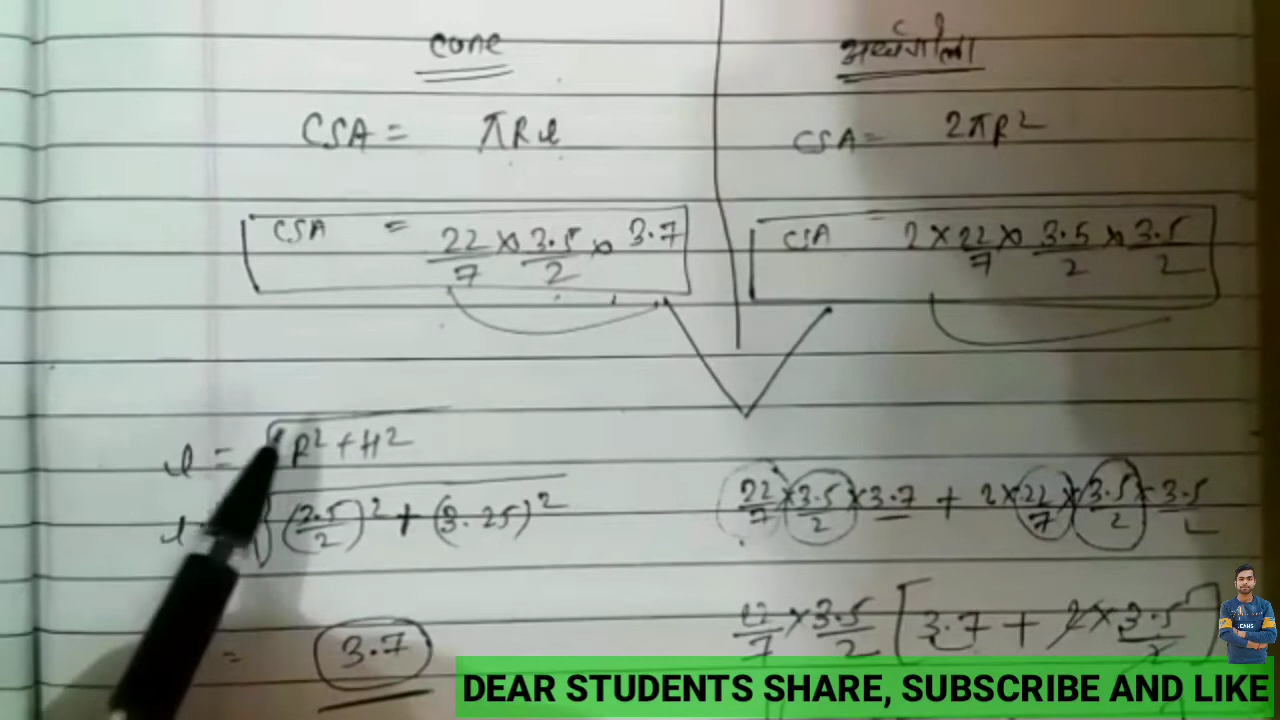 cone
CSA = πRl
CSA = 22/7 × 3.5/2 × 3.7
l = √R² + H²
l = √(3.5/2)² + (3.25)²
= 3.7
अर्धगोला
CSA = 2πR²
CSA = 2 × 22/7 × 3.5/2 × 3.5/2
22/7 × 3.5/2 × 3.7 + 2 × 22/7 × 3.5/2 × 3.5/2
22/7 × 3.5/2 [3.7 + 2 × 3.5/2]
DEAR STUDENTS SHARE, SUBSCRIBE AND LIKE